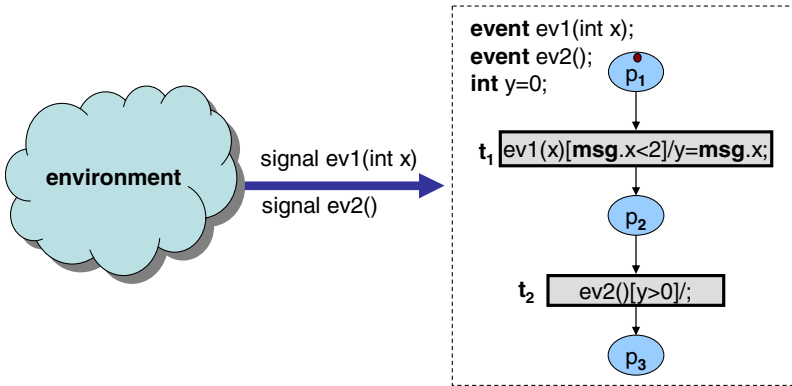 event ev1(int x);
event ev2();
int y=0;
p1
t1 ev1(x)[msg.x<2]/y=msg.x;
environment
signal ev1(int x)
signal ev2()
p2
t2 ev2()[y>0]/;
p3